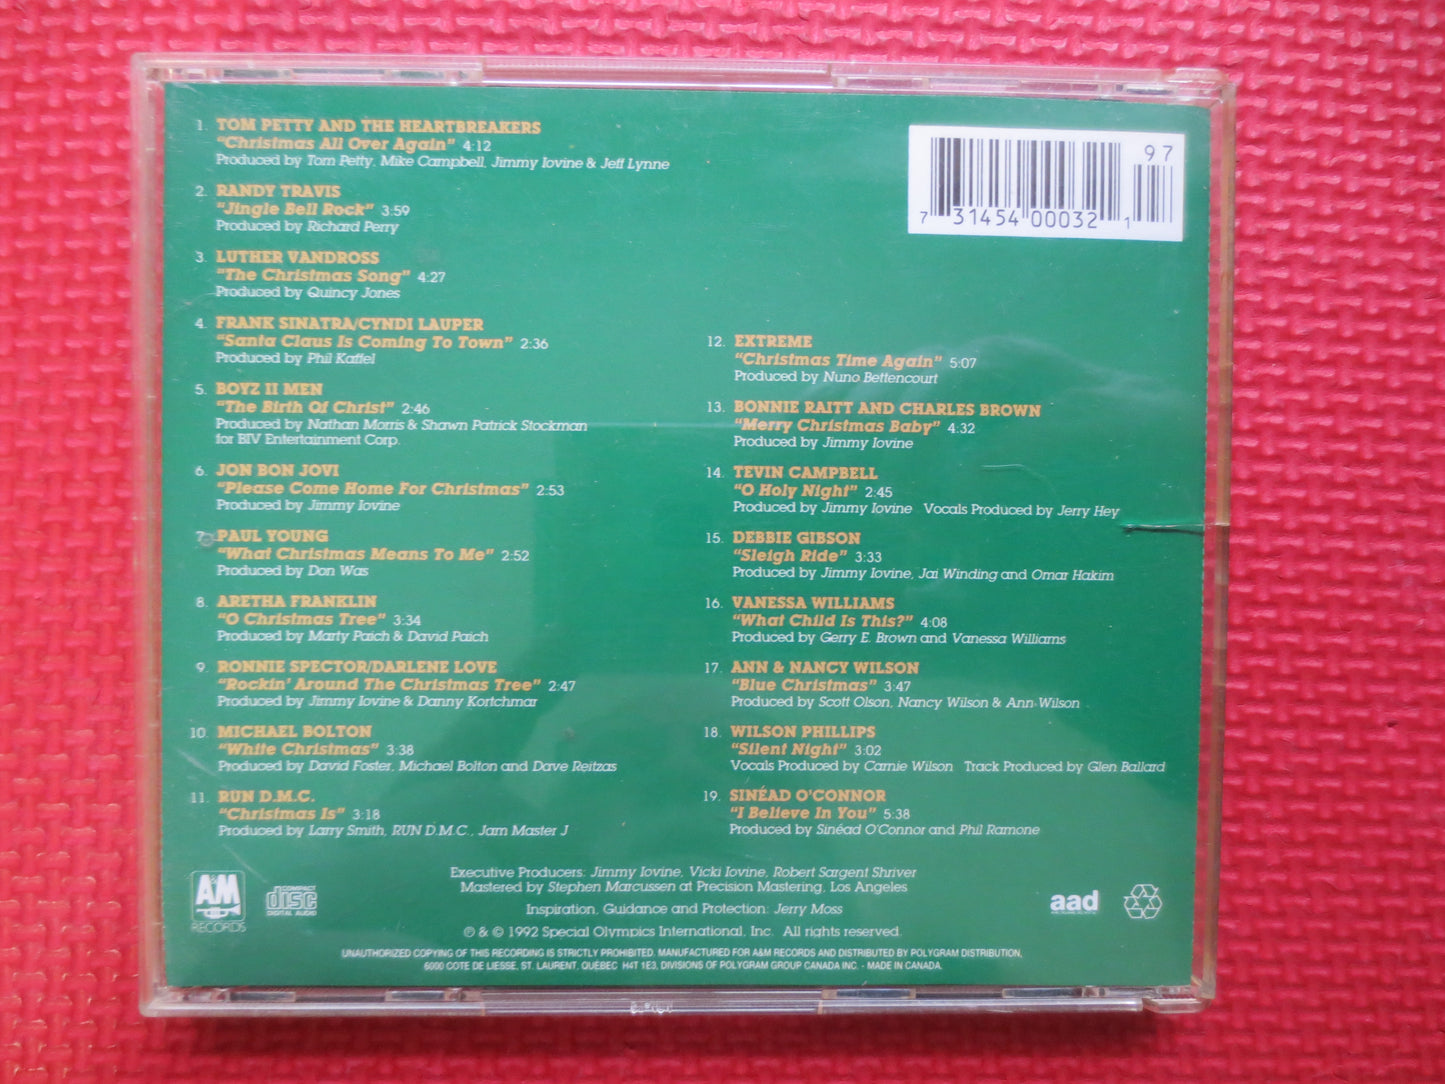 1. TOM PETTY AND THE HEARTBREAKERS
"Christmas All Over Again" 4:12
Produced by Tom Petty, Mike Campbell, Jimmy Iovine & Jeff Lynne
2. RANDY TRAVIS
"Jingle Bell Rock" 3:59
Produced by Richard Perry
3. LUTHER VANDROSS
"The Christmas Song" 4:27
Produced by Quincy Jones
4. FRANK SINATRA/CYNDI LAUPER
"Santa Claus Is Coming To Town" 2:36
Produced by Phil Kaffel
5. BOYZ II MEN
"The Birth Of Christ" 2:46
Produced by Nathan Morris & Shawn Patrick Stockman
for BIV Entertainment Corp.
6. JON BON JOVI
"Please Come Home For Christmas" 2:53
Produced by Jimmy Iovine
7. PAUL YOUNG
"What Christmas Means To Me" 2:52
Produced by Don Was
8. ARETHA FRANKLIN
"O Christmas Tree" 3:34
Produced by Marty Paich & David Paich
9. RONNIE SPECTOR/DARLENE LOVE
"Rockin' Around The Christmas Tree" 2:47
Produced by Jimmy Iovine & Danny Kortchmar
10. MICHAEL BOLTON
"White Christmas" 3:38
Produced by David Foster, Michael Bolton and Dave Reitzas
11. RUN D.M.C.
"Christmas Is" 3:18
Produced by Larry Smith, RUN D.M.C., Jam Master J
97
7 31454 00032 1
12. EXTREME
"Christmas Time Again" 5:07
Produced by Nuno Bettencourt
13. BONNIE RAITT AND CHARLES BROWN
"Merry Christmas Baby" 4:32
Produced by Jimmy Iovine
14. TEVIN CAMPBELL
"O Holy Night" 2:45
Produced by Jimmy Iovine Vocals Produced by Jerry Hey
15. DEBBIE GIBSON
"Sleigh Ride" 3:33
Produced by Jimmy Iovine, Jai Winding and Omar Hakim
16. VANESSA WILLIAMS
"What Child Is This?" 4:08
Produced by Gerry E. Brown and Vanessa Williams
17. ANN & NANCY WILSON
"Blue Christmas" 3:47
Produced by Scott Olson, Nancy Wilson & Ann Wilson
18. WILSON PHILLIPS
"Silent Night" 3:02
Vocals Produced by Carnie Wilson Track Produced by Glen Ballard
19. SINÉAD O'CONNOR
"I Believe In You" 5:38
Produced by Sinéad O'Connor and Phil Ramone
Executive Producers: Jimmy Iovine, Vicki Iovine, Robert Sargent Shriver
Mastered by Stephen Marcussen at Precision Mastering, Los Angeles
Inspiration, Guidance and Protection: Jerry Moss
℗ & © 1992 Special Olympics International, Inc. All rights reserved.
UNAUTHORIZED COPYING OF THIS RECORDING IS STRICTLY PROHIBITED. MANUFACTURED FOR A&M RECORDS AND DISTRIBUTED BY POLYGRAM DISTRIBUTION,
6000 COTE DE LIESSE, ST. LAURENT, QUÉBEC H4T 1E3, DIVISIONS OF POLYGRAM GROUP CANADA INC. - MADE IN CANADA.
A&M
RECORDS
COMPACT
disc
DIGITAL AUDIO
aad